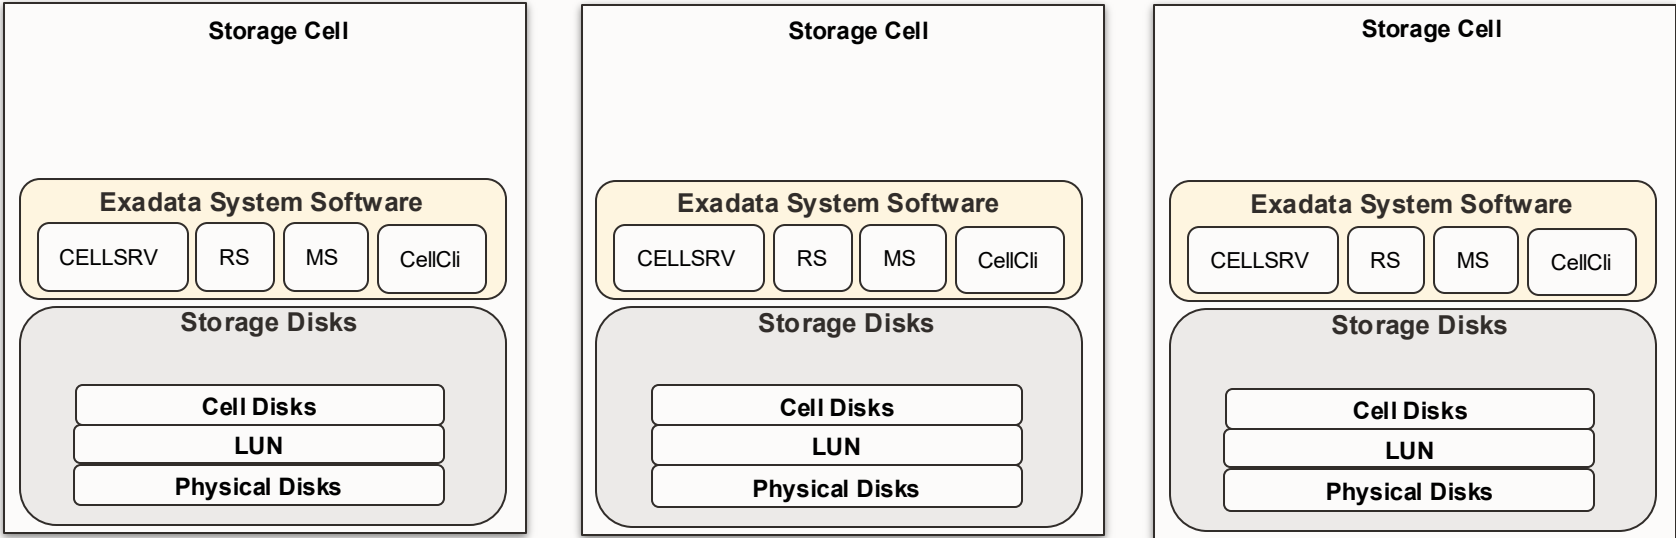 Storage Cell
Exadata System Software
CELLSRV RS MS CellCli
Storage Disks
Cell Disks
LUN
Physical Disks
Storage Cell
Exadata System Software
CELLSRV RS MS CellCli
Storage Disks
Cell Disks
LUN
Physical Disks
Storage Cell
Exadata System Software
CELLSRV RS MS CellCli
Storage Disks
Cell Disks
LUN
Physical Disks